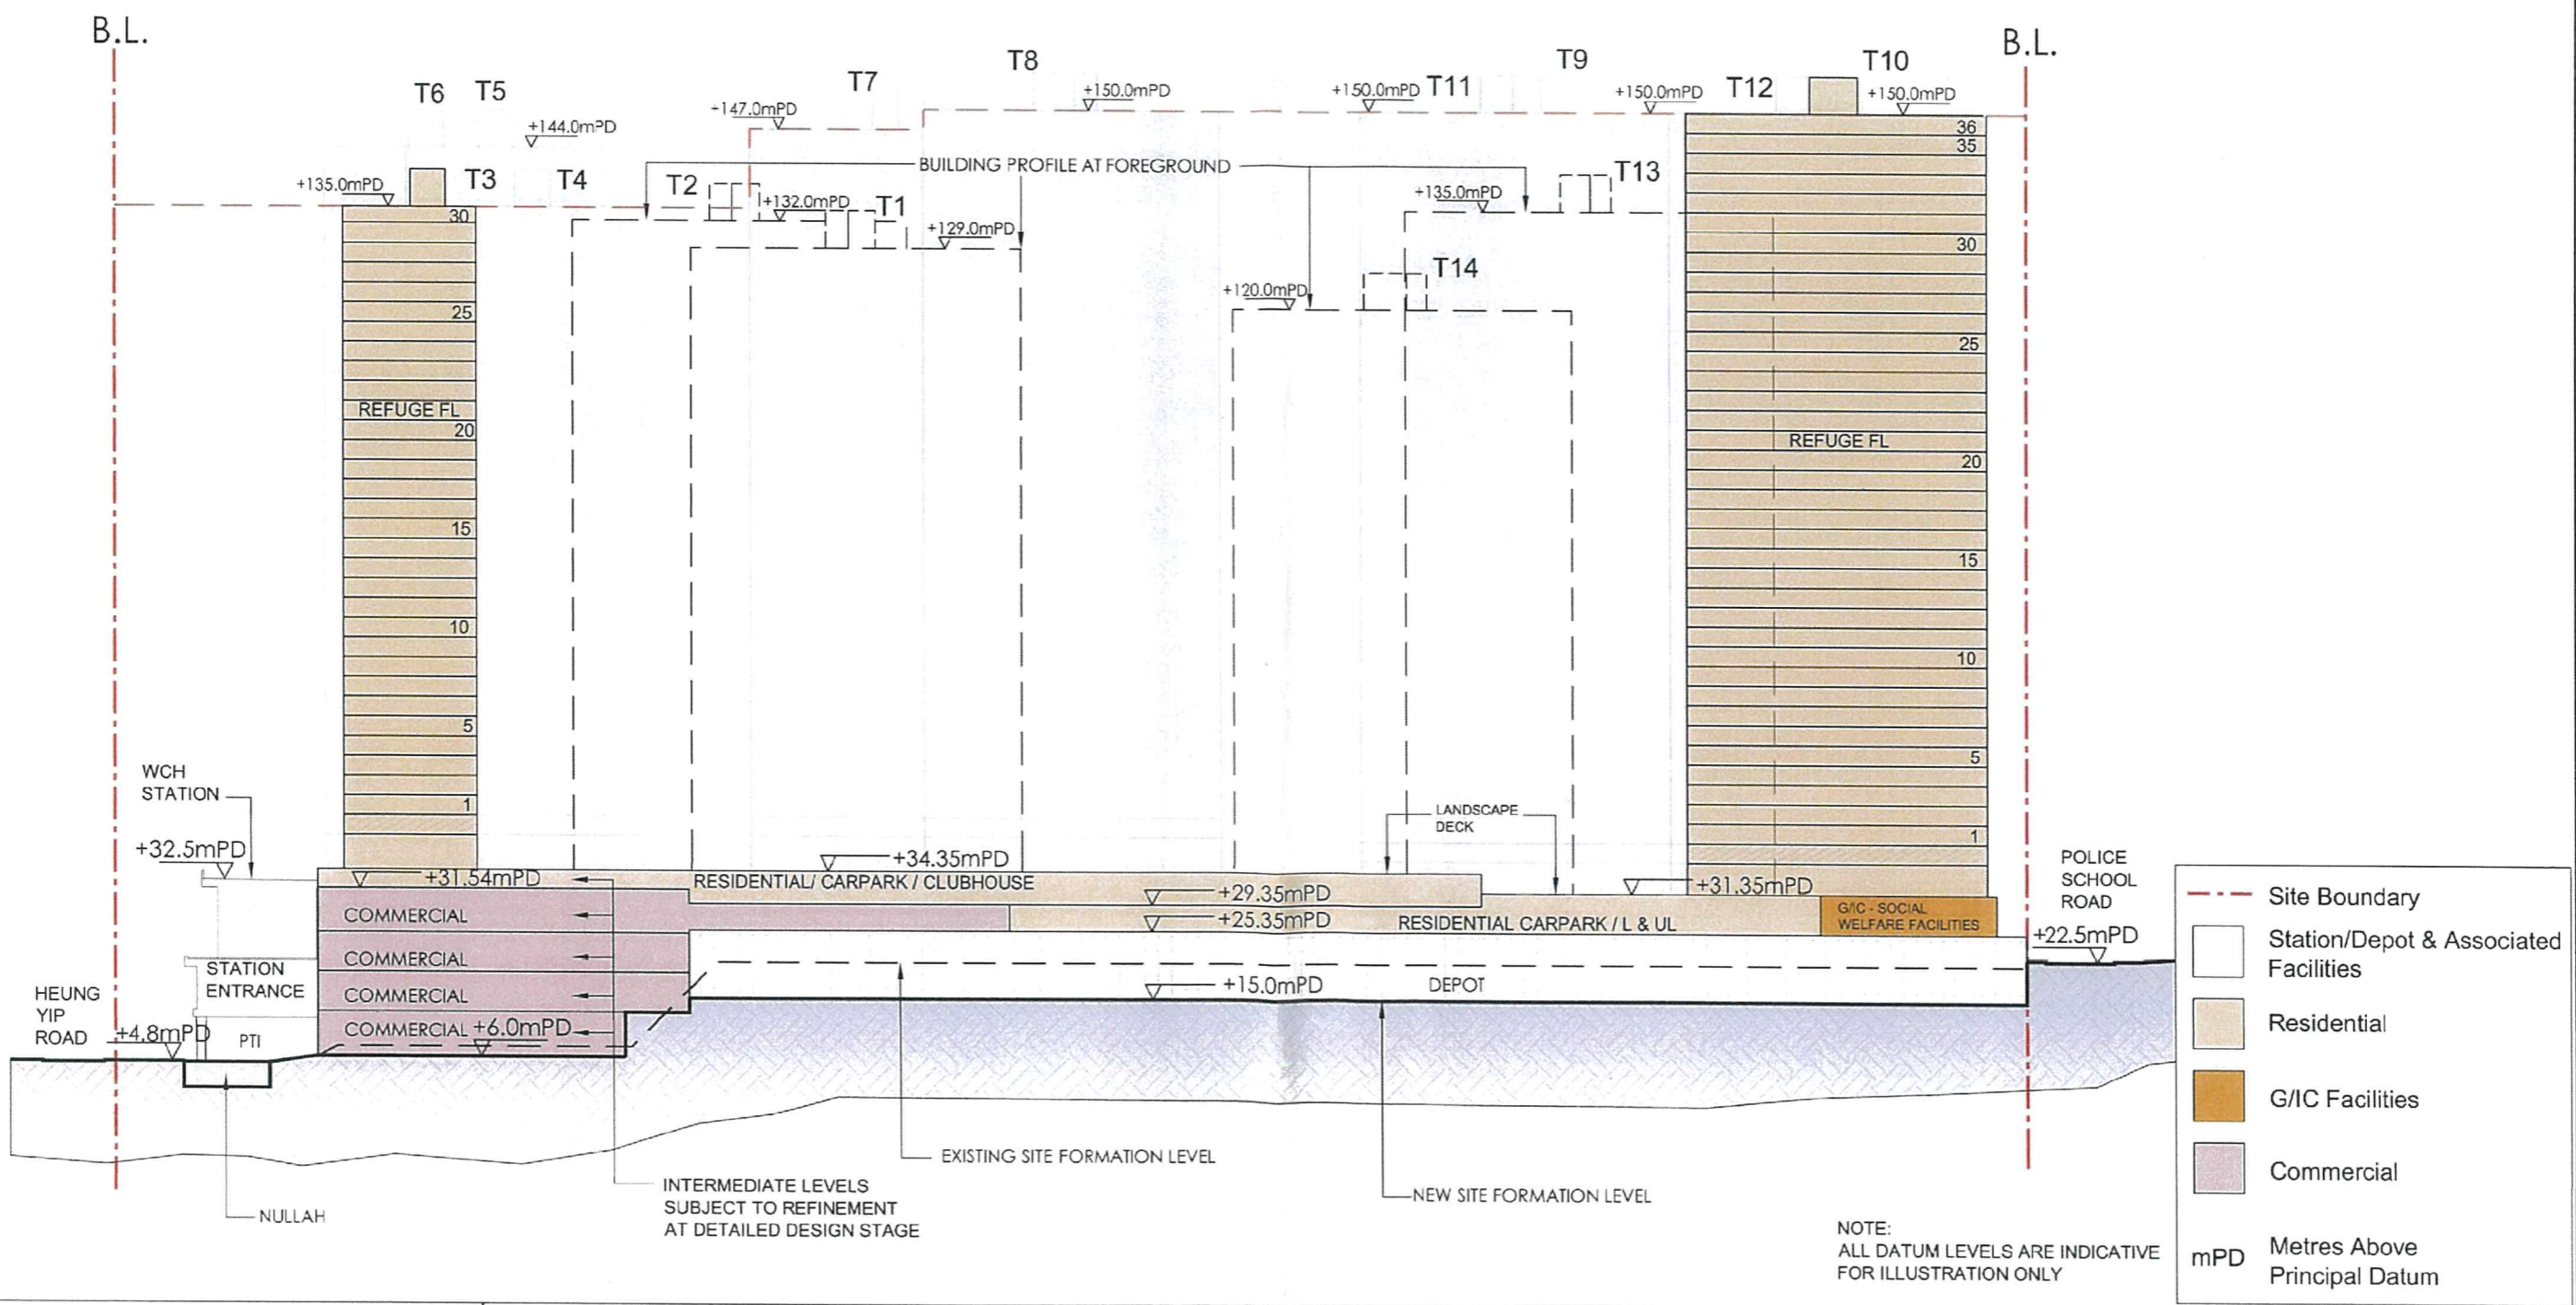 B.L.
B.L.
T6
T5
T7
T8
T11
T9
T12
T10
+144.0mPD
+147.0mPD
+150.0mPD
+150.0mPD
+150.0mPD
+150.0mPD
BUILDING PROFILE AT FOREGROUND
+135.0mPD
T3
T4
T2
+132.0mPD
T1
+129.0mPD
+135.0mPD
T13
+120.0mPD
T14
30
25
REFUGE FL
20
15
10
5
1
36
35
30
25
REFUGE FL
20
15
10
5
1
WCH
STATION
+32.5mPD
LANDSCAPE
DECK
+34.35mPD
+31.54mPD
RESIDENTIAL/ CARPARK / CLUBHOUSE
+29.35mPD
+31.35mPD
COMMERCIAL
+25.35mPD
RESIDENTIAL CARPARK / L & UL
G/IC - SOCIAL
WELFARE FACILITIES
POLICE
SCHOOL
ROAD
+22.5mPD
COMMERCIAL
STATION
ENTRANCE
COMMERCIAL
+15.0mPD
DEPOT
HEUNG
YIP
ROAD
+4.8mPD
PTI
COMMERCIAL
+6.0mPD
NULLAH
INTERMEDIATE LEVELS
SUBJECT TO REFINEMENT
AT DETAILED DESIGN STAGE
EXISTING SITE FORMATION LEVEL
NEW SITE FORMATION LEVEL
NOTE:
ALL DATUM LEVELS ARE INDICATIVE
FOR ILLUSTRATION ONLY
Site Boundary
Station/Depot & Associated
Facilities
Residential
G/IC Facilities
Commercial
mPD
Metres Above
Principal Datum